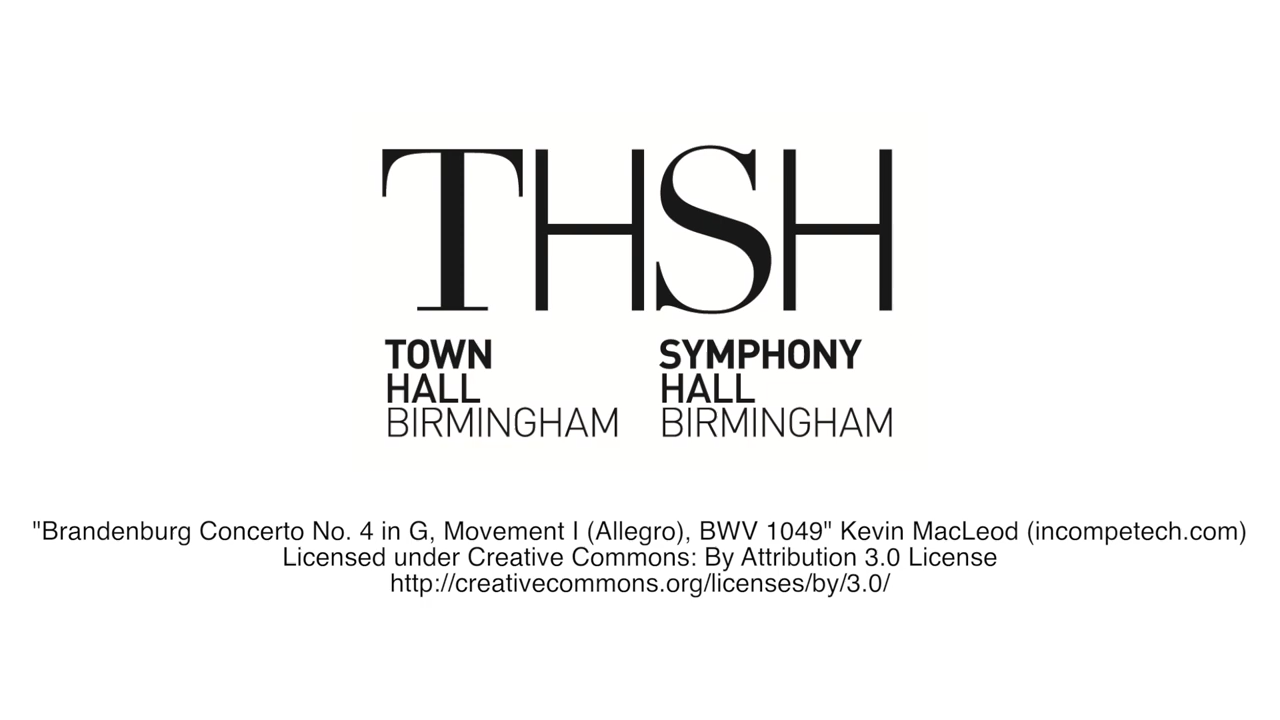 THSH
TOWN HALL BIRMINGHAM
SYMPHONY HALL BIRMINGHAM
"Brandenburg Concerto No. 4 in G, Movement I (Allegro), BWV 1049" Kevin MacLeod (incompetech.com)
Licensed under Creative Commons: By Attribution 3.0 License
http://creativecommons.org/licenses/by/3.0/